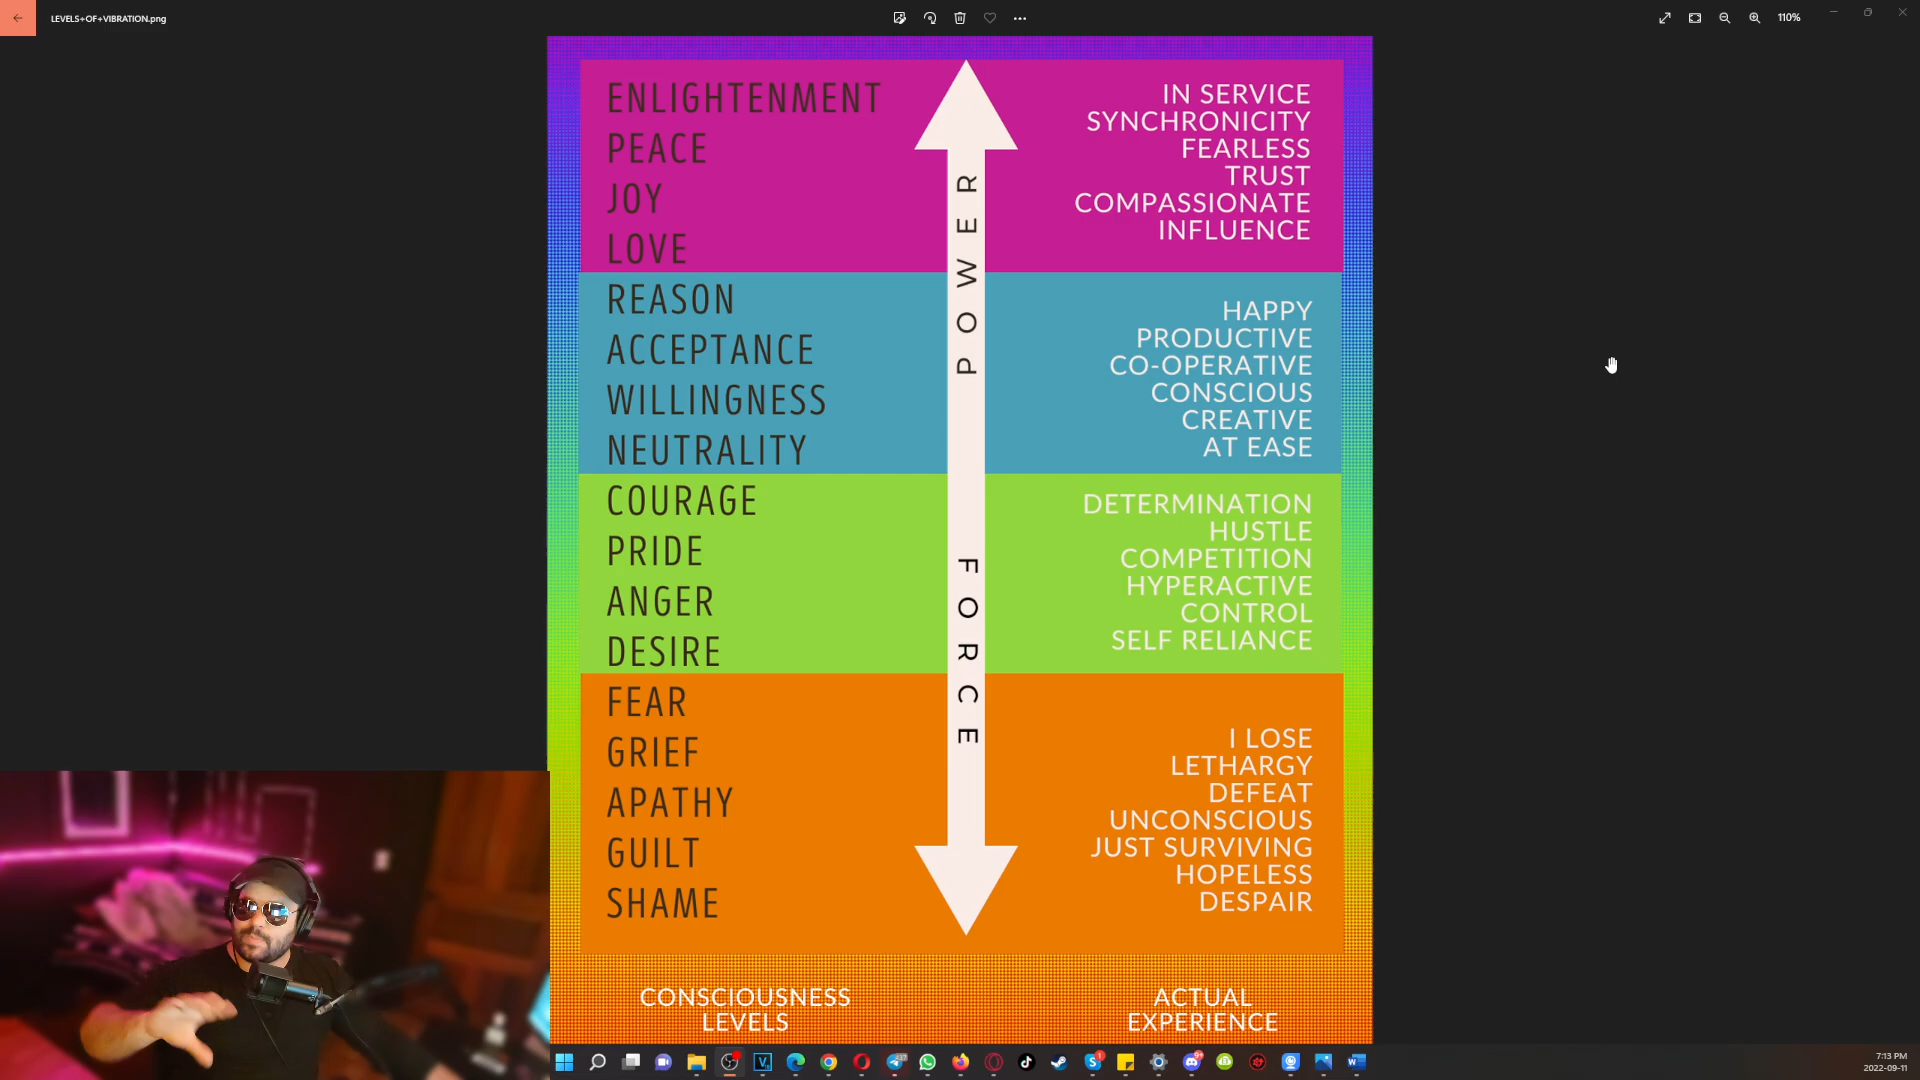 LEVELS+OF+VIBRATION.png
110%
ENLIGHTENMENT
PEACE
JOY
LOVE
REASON
ACCEPTANCE
WILLINGNESS
NEUTRALITY
COURAGE
PRIDE
ANGER
DESIRE
FEAR
GRIEF
APATHY
GUILT
SHAME
POWER
FORCE
IN SERVICE
SYNCHRONICITY
FEARLESS
TRUST
COMPASSIONATE
INFLUENCE
HAPPY
PRODUCTIVE
CO-OPERATIVE
CONSCIOUS
CREATIVE
AT EASE
DETERMINATION
HUSTLE
COMPETITION
HYPERACTIVE
CONTROL
SELF RELIANCE
I LOSE
LETHARGY
DEFEAT
UNCONSCIOUS
JUST SURVIVING
HOPELESS
DESPAIR
CONSCIOUSNESS
LEVELS
ACTUAL
EXPERIENCE
7:13 PM
2022-09-11